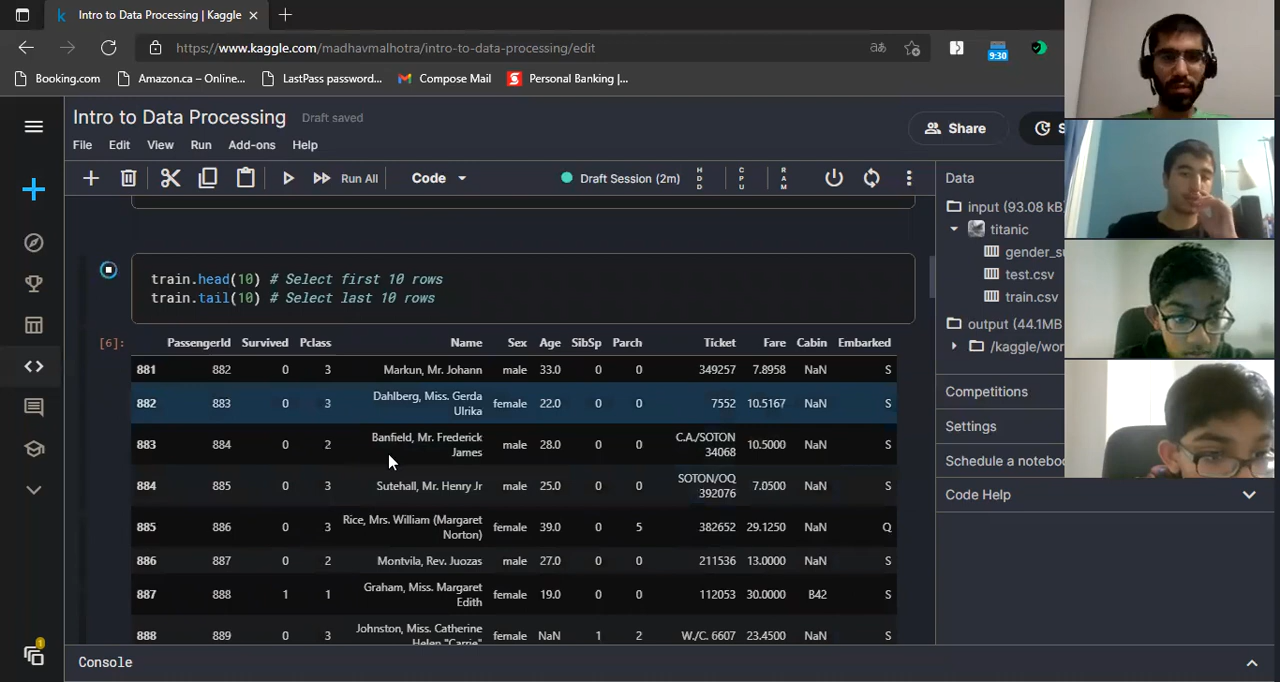 Intro to Data Processing | Kaggle
https://www.kaggle.com/madhavmalhotra/intro-to-data-processing/edit
9:30
Booking.com
Amazon.ca – Online...
LastPass password...
Compose Mail
Personal Banking |...
Intro to Data Processing
Draft saved
Share
File Edit View Run Add-ons Help
Run All
Code
Draft Session (2m)
HDD
CPU
RAM
Data
input (93.08 kB
titanic
gender_su
test.csv
train.csv
output (44.1MB
/kaggle/wor
Competitions
Settings
Schedule a notebook
Code Help
train.head(10) # Select first 10 rows
train.tail(10) # Select last 10 rows
[6]:
PassengerId Survived Pclass Name Sex Age SibSp Parch Ticket Fare Cabin Embarked
881 882 0 3 Markun, Mr. Johann male 33.0 0 0 349257 7.8958 NaN S
882 883 0 3 Dahlberg, Miss. Gerda Ulrika female 22.0 0 0 7552 10.5167 NaN S
883 884 0 2 Banfield, Mr. Frederick James male 28.0 0 0 C.A./SOTON 34068 10.5000 NaN S
884 885 0 3 Sutehall, Mr. Henry Jr male 25.0 0 0 SOTON/OQ 392076 7.0500 NaN S
885 886 0 3 Rice, Mrs. William (Margaret Norton) female 39.0 0 5 382652 29.1250 NaN Q
886 887 0 2 Montvila, Rev. Juozas male 27.0 0 0 211536 13.0000 NaN S
887 888 1 1 Graham, Miss. Margaret Edith female 19.0 0 0 112053 30.0000 B42 S
888 889 0 3 Johnston, Miss. Catherine Helen "Carrie" female NaN 1 2 W./C. 6607 23.4500 NaN S
Console